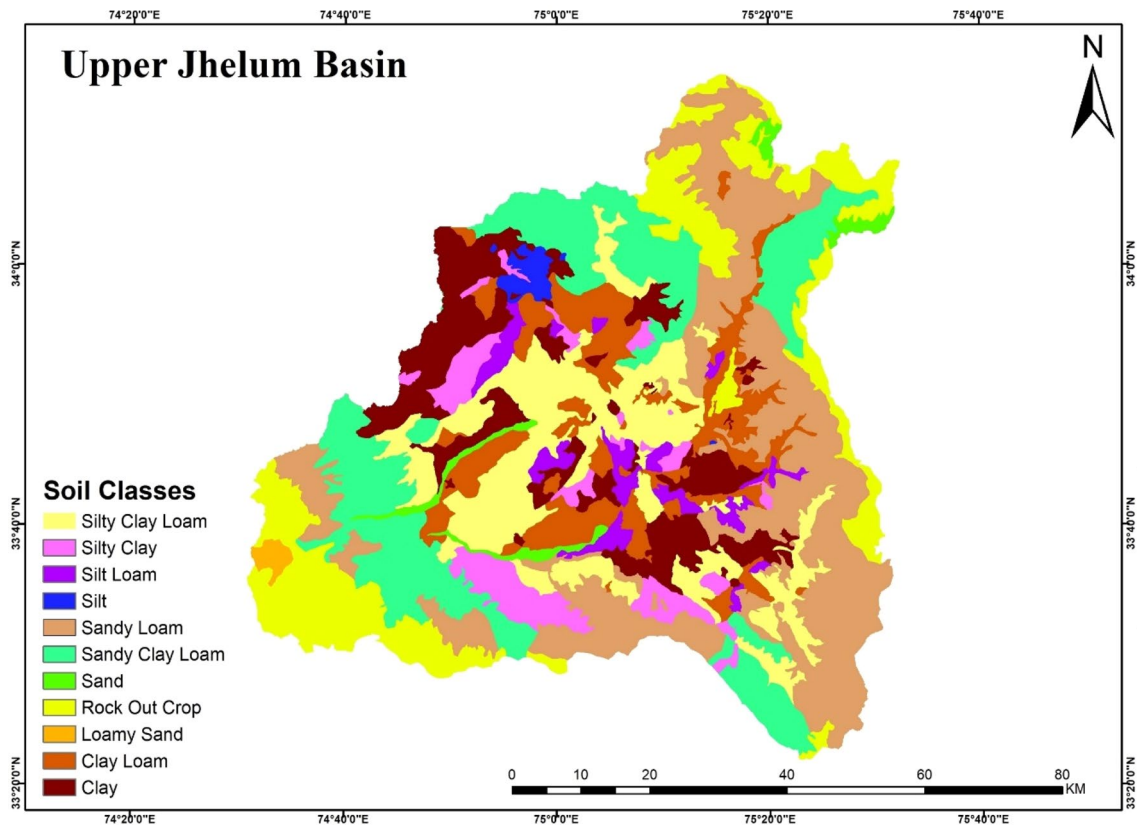 74°20'0"E 74°40'0"E 75°0'0"E 75°20'0"E 75°40'0"E
Upper Jhelum Basin
N
34°0'0"N 34°0'0"N
33°40'0"N 33°40'0"N
33°20'0"N 33°20'0"N
Soil Classes
Silty Clay Loam
Silty Clay
Silt Loam
Silt
Sandy Loam
Sandy Clay Loam
Sand
Rock Out Crop
Loamy Sand
Clay Loam
Clay
0 10 20 40 60 80
KM
74°20'0"E 74°40'0"E 75°0'0"E 75°20'0"E 75°40'0"E